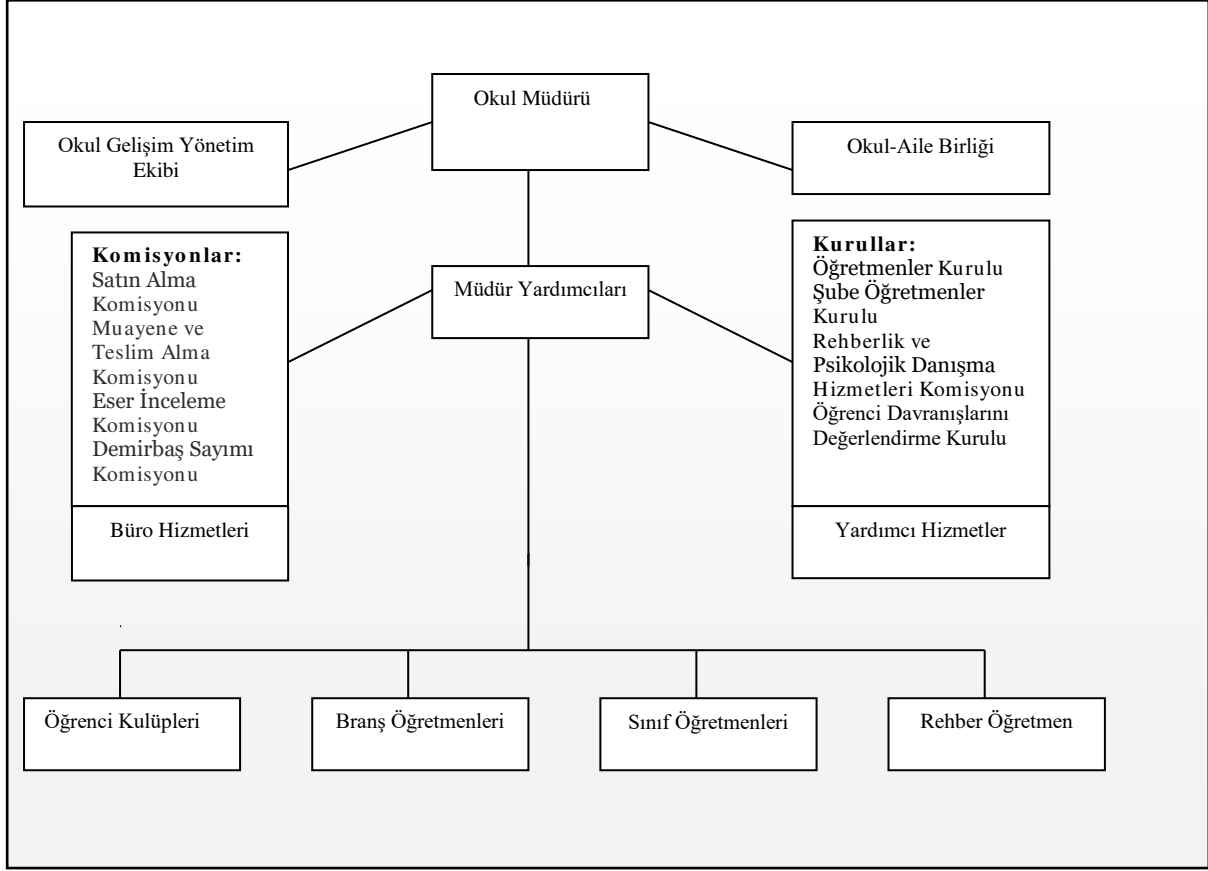 Okul Müdürü
Okul Gelişim Yönetim
Ekibi
Okul-Aile Birliği
Komisyonlar:
Satın Alma
Komisyonu
Muayene ve
Teslim Alma
Komisyonu
Eser İnceleme
Komisyonu
Demirbaş Sayımı
Komisyonu
Müdür Yardımcıları
Kurullar:
Öğretmenler Kurulu
Şube Öğretmenler
Kurulu
Rehberlik ve
Psikolojik Danışma
Hizmetleri Komisyonu
Öğrenci Davranışlarını
Değerlendirme Kurulu
Büro Hizmetleri
Yardımcı Hizmetler
Öğrenci Kulüpleri
Branş Öğretmenleri
Sınıf Öğretmenleri
Rehber Öğretmen